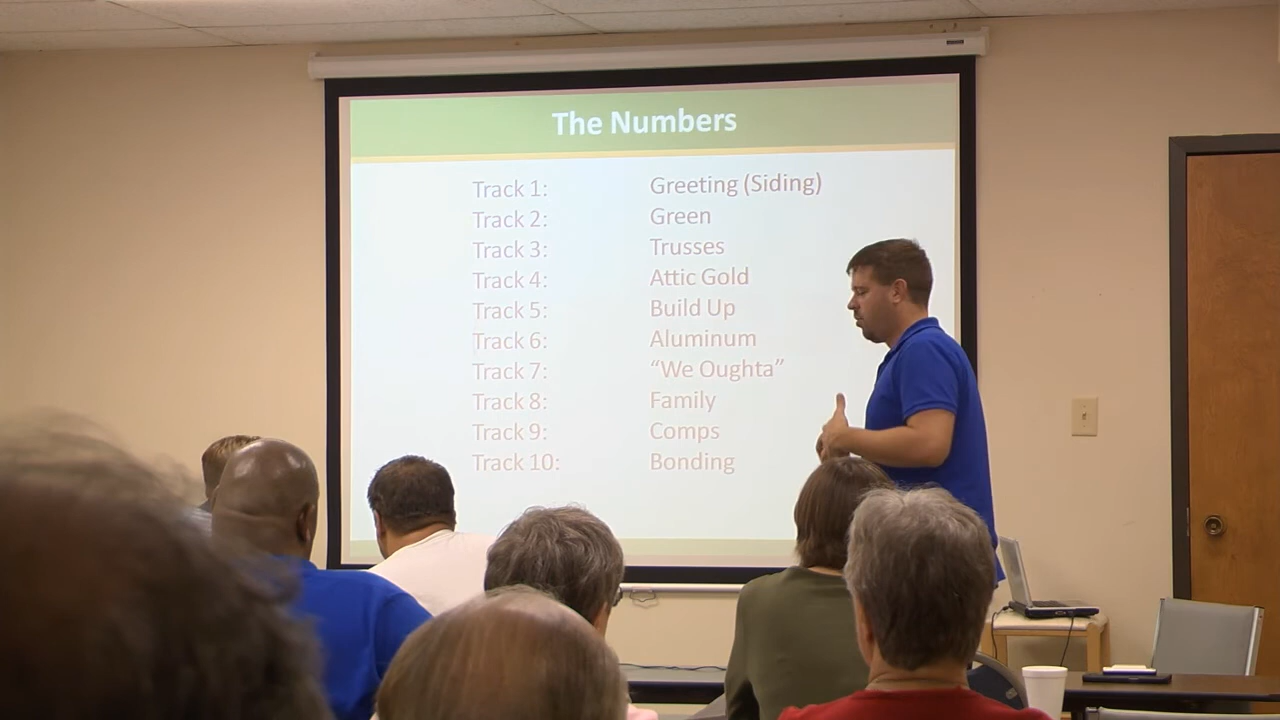 The Numbers
Track 1: Greeting (Siding)
Track 2: Green
Track 3: Trusses
Track 4: Attic Gold
Track 5: Build Up
Track 6: Aluminum
Track 7: “We Oughta”
Track 8: Family
Track 9: Comps
Track 10: Bonding